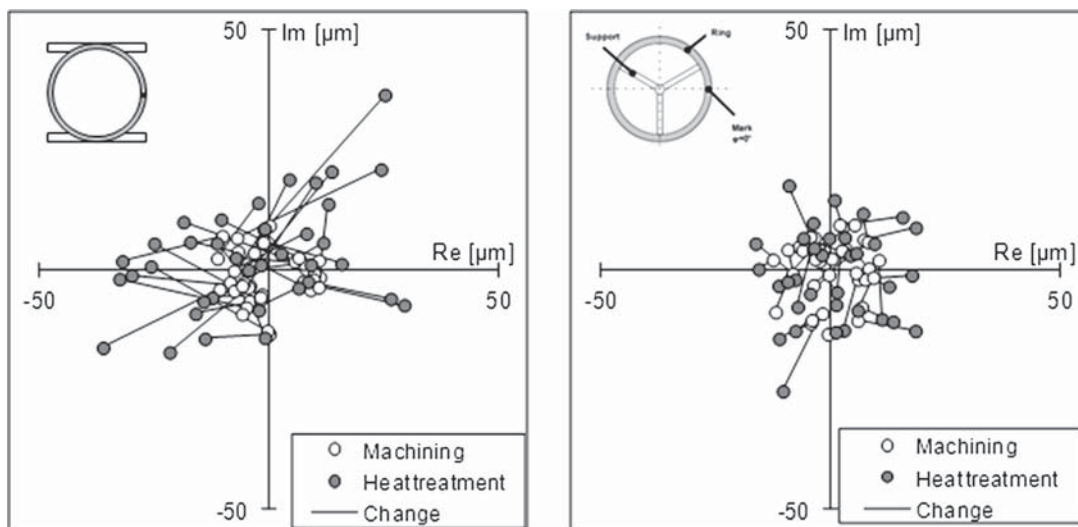 50
Im [µm]
Re [µm]
-50
50
-50
Machining
Heattreatment
Change
50
Im [µm]
Support
Ring
Mark
φ=0°
Re [µm]
-50
50
-50
Machining
Heattreatment
Change